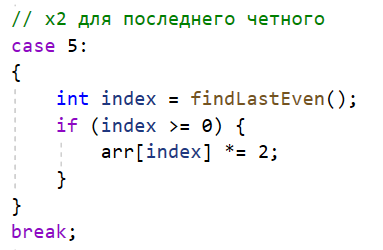 // x2 для последнего четного
case 5:
{
    int index = findLastEven();
    if (index >= 0) {
        arr[index] *= 2;
    }
}
break;